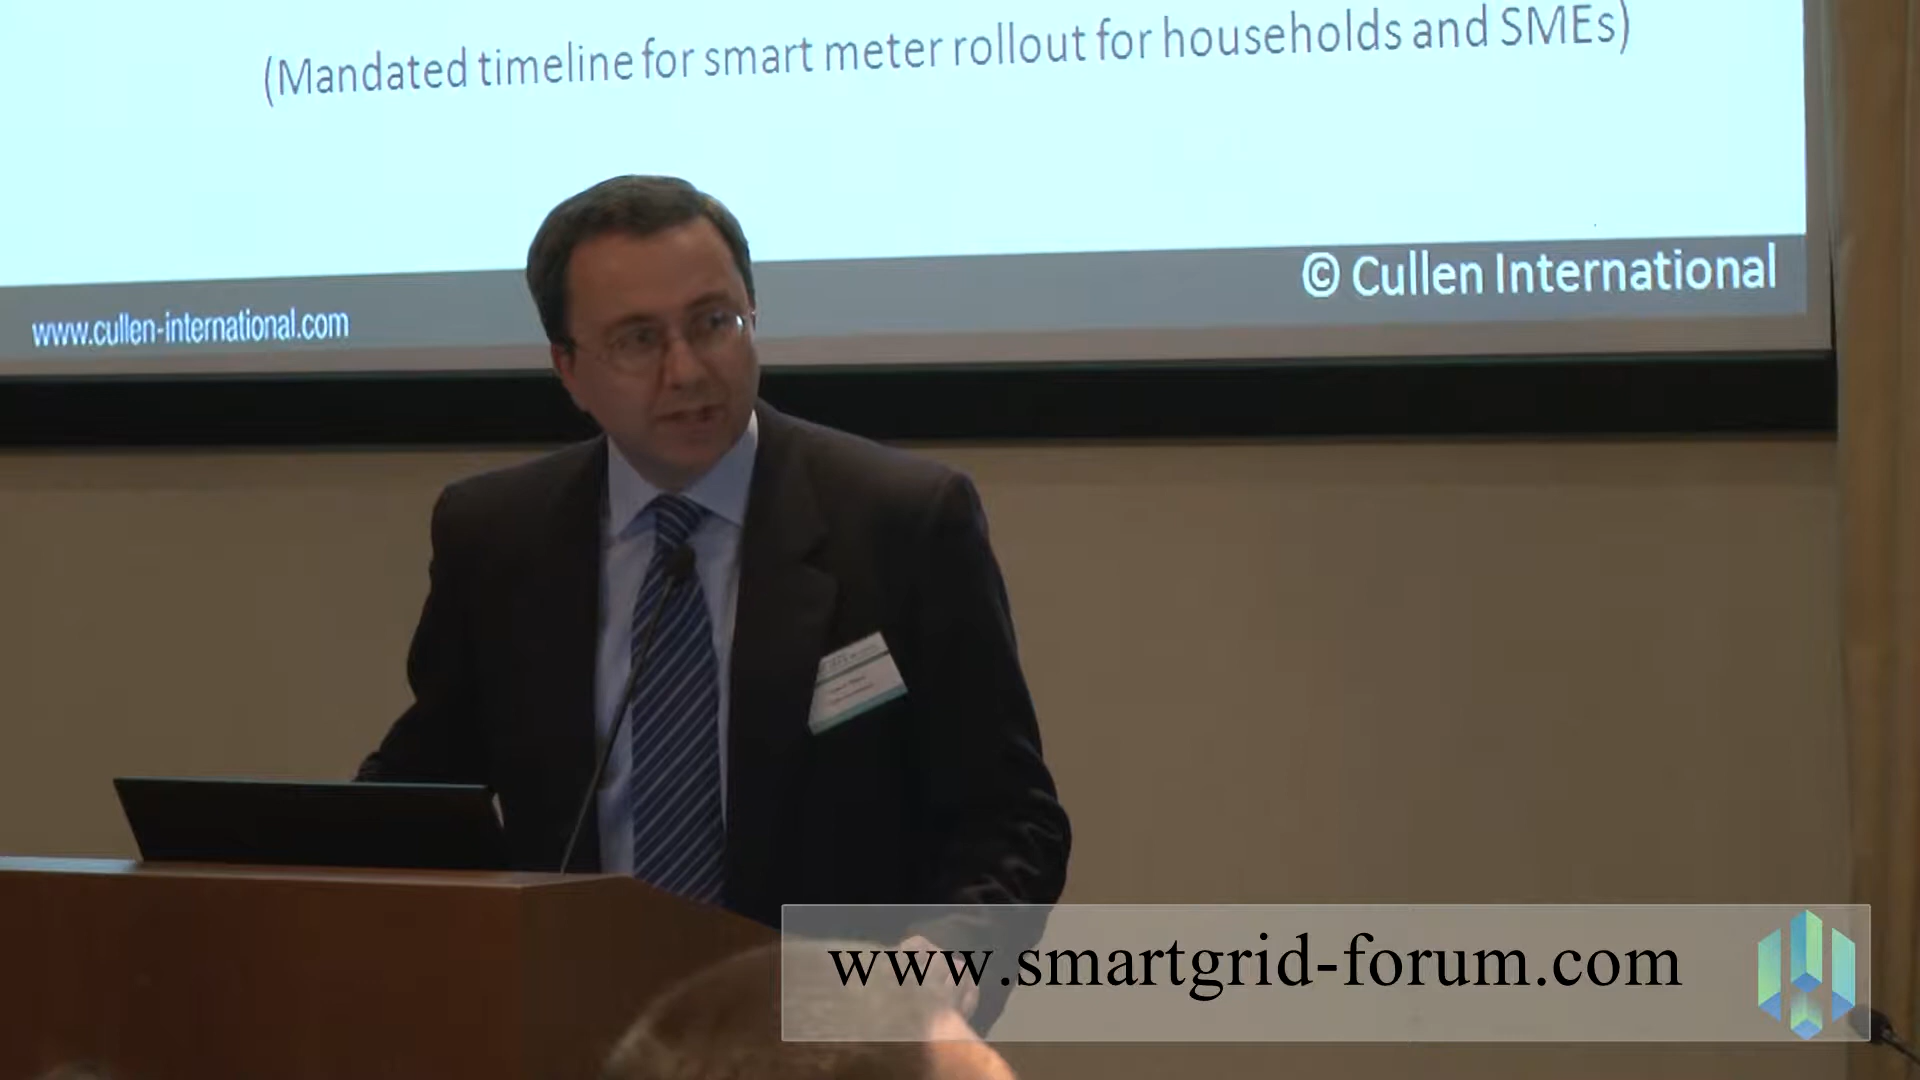 (Mandated timeline for smart meter rollout for households and SMEs)
© Cullen International
www.cullen-international.com
www.smartgrid-forum.com